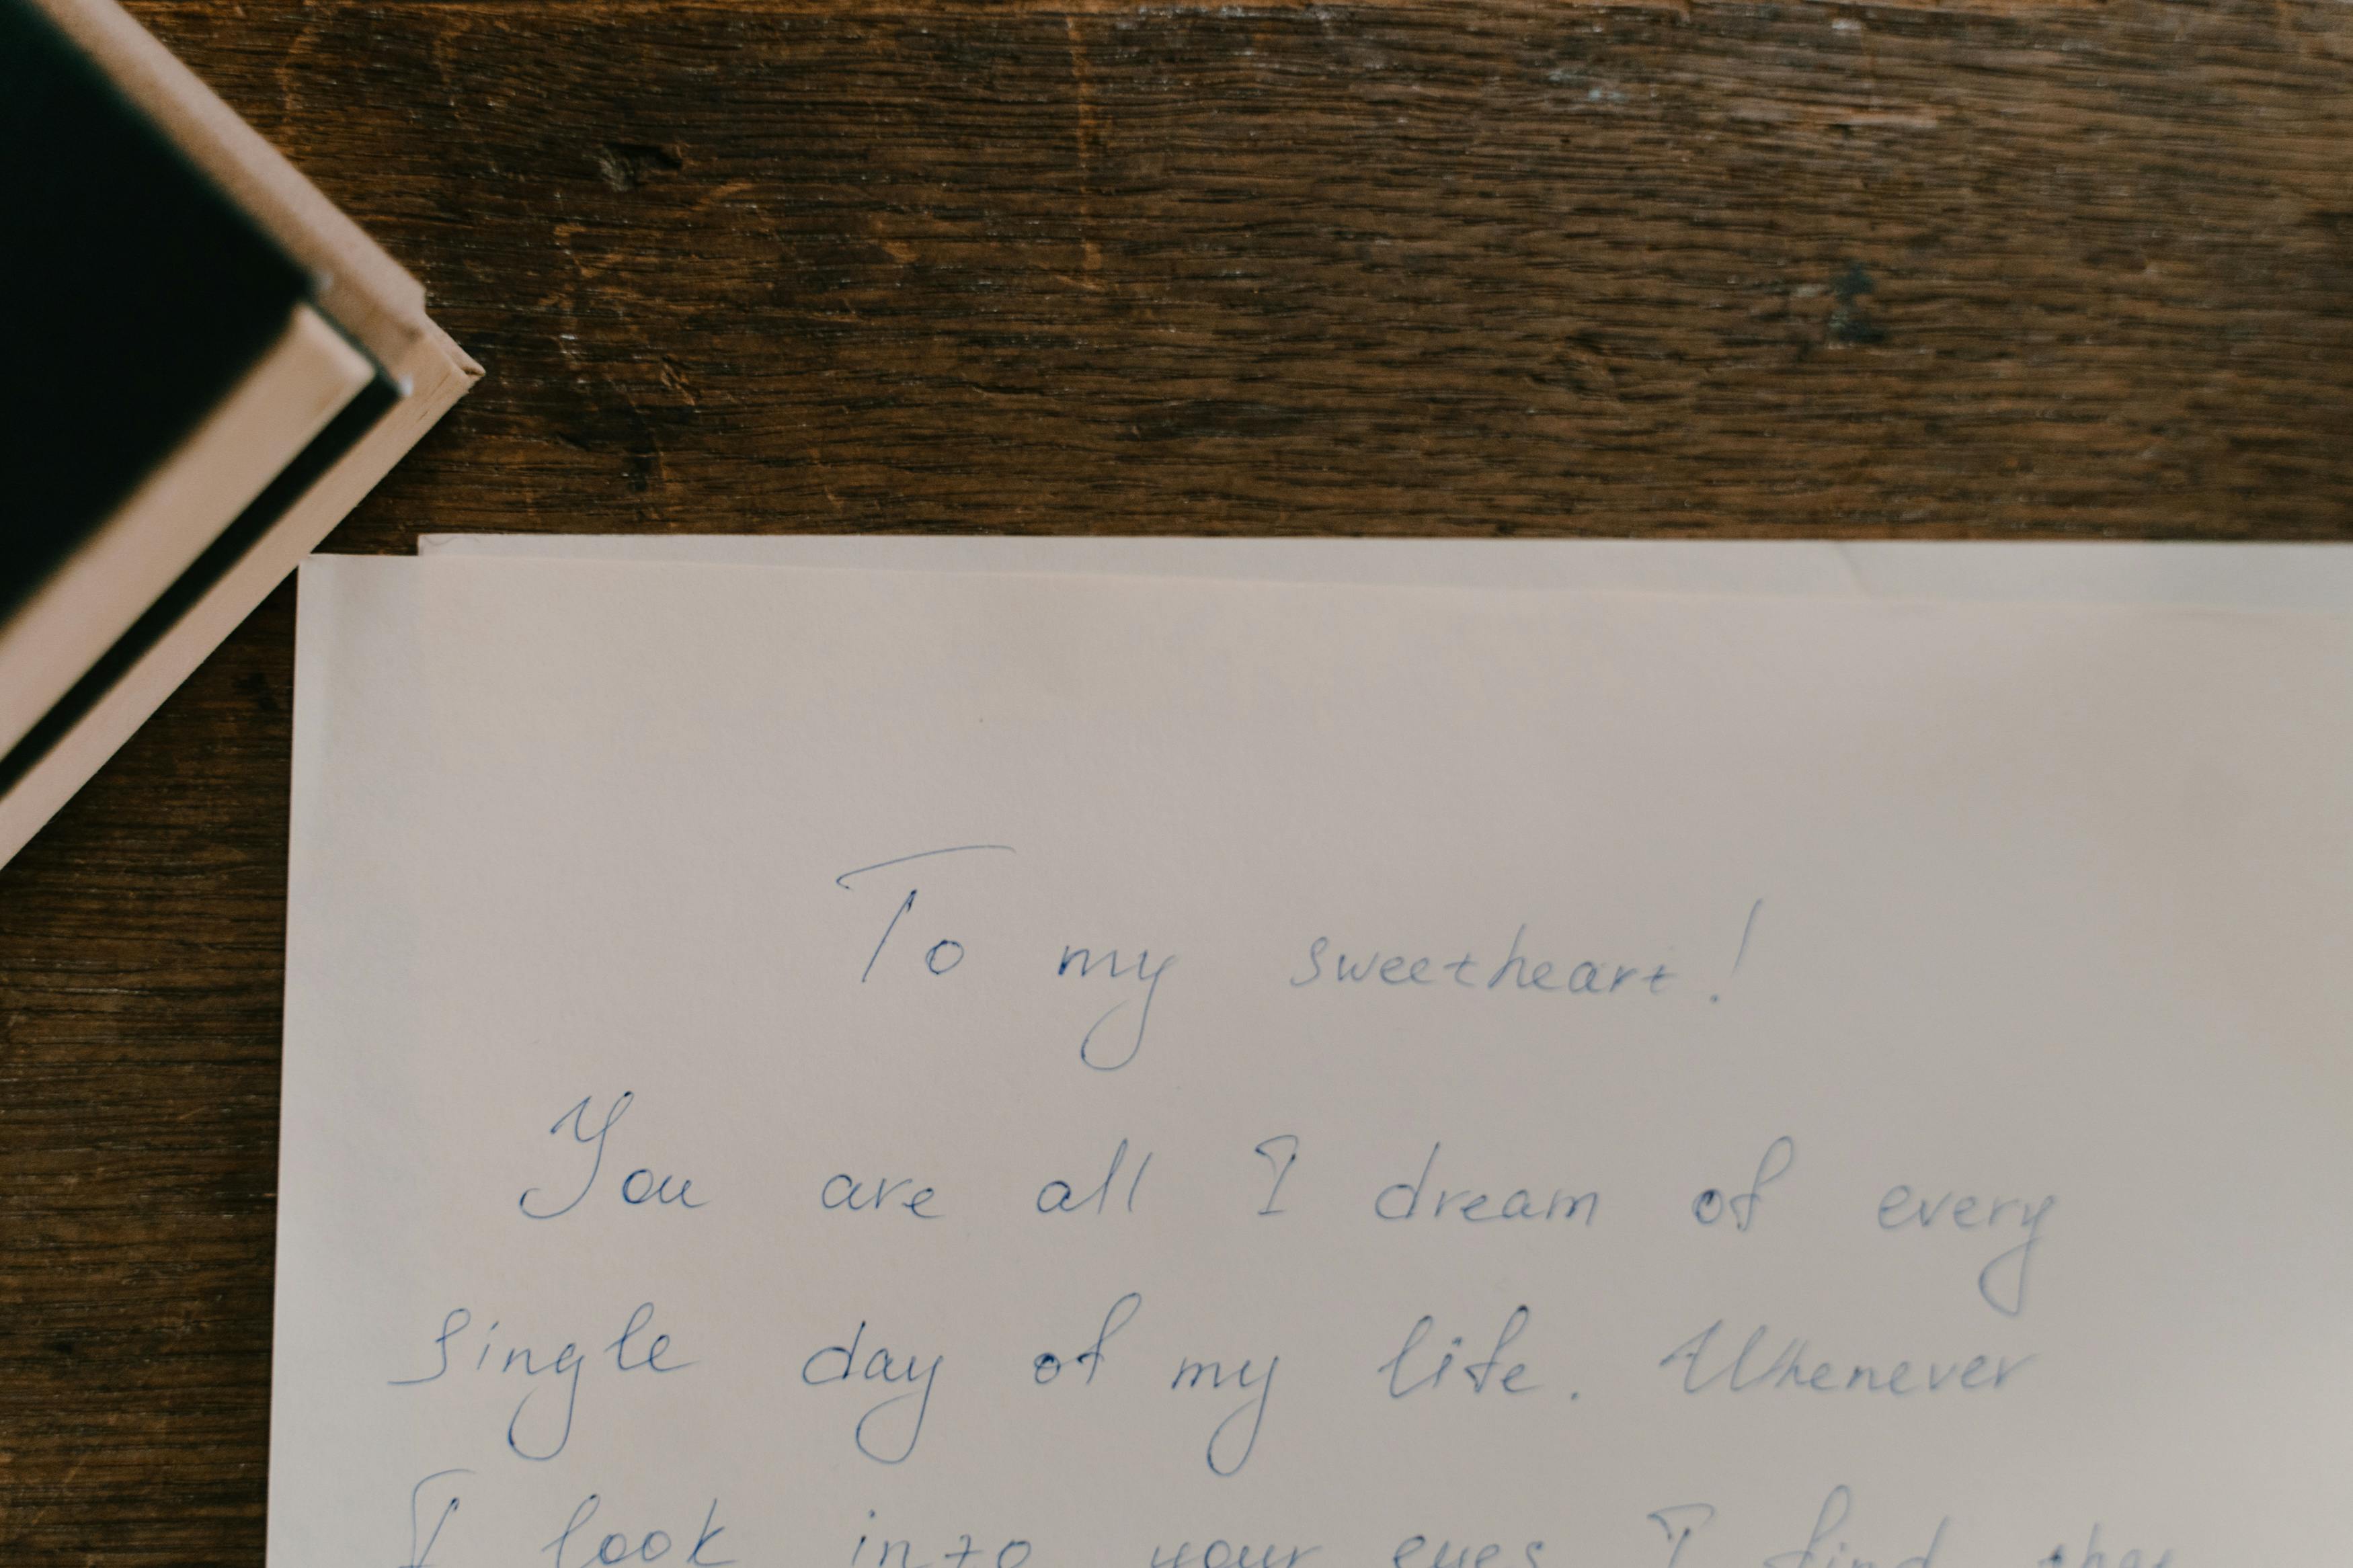 To my sweetheart!
You are all I dream of every
single day of my life. Whenever
I look into your eyes I find